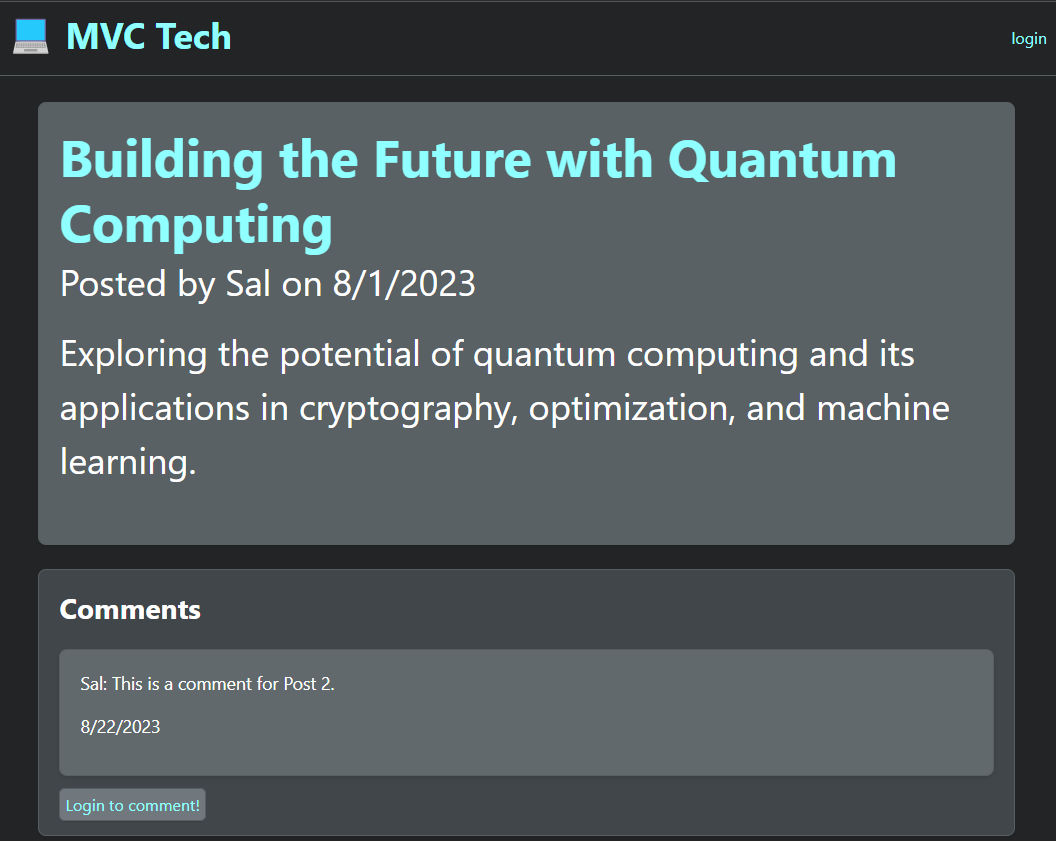 MVC Tech
login
Building the Future with Quantum
Computing
Posted by Sal on 8/1/2023
Exploring the potential of quantum computing and its
applications in cryptography, optimization, and machine
learning.
Comments
Sal: This is a comment for Post 2.
8/22/2023
Login to comment!